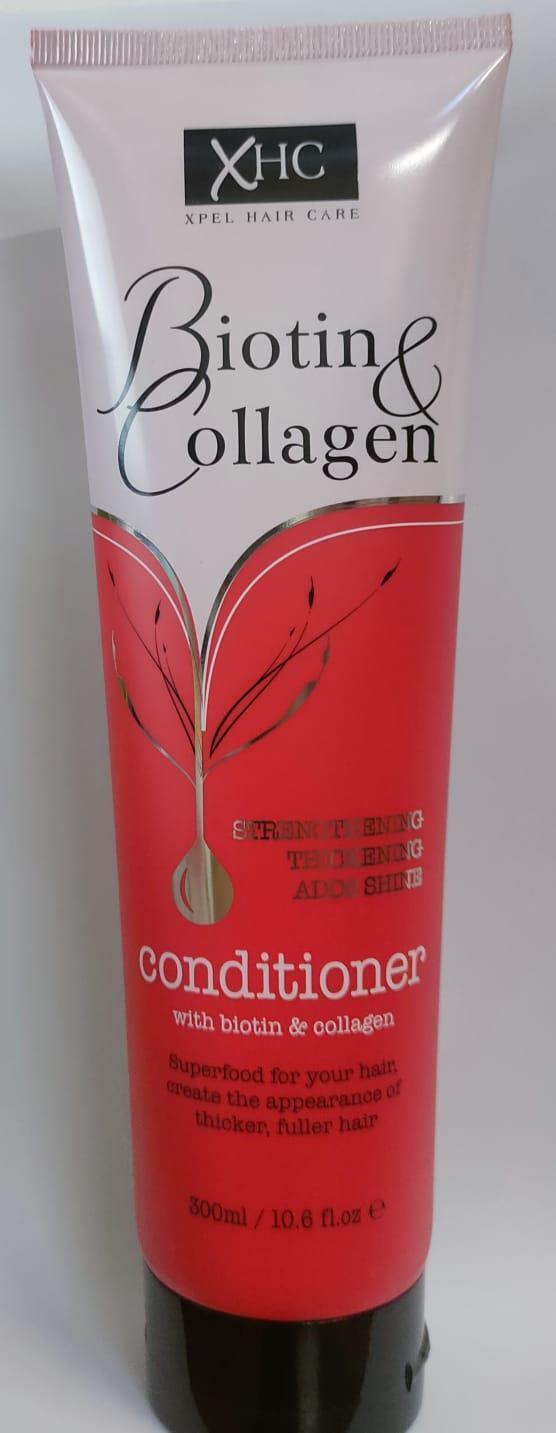 XHC
XPEL HAIR CARE
Biotin &
Collagen
STRENGTHENING
THICKENING
ADDS SHINE
conditioner
with biotin & collagen
Superfood for your hair,
create the appearance of
thicker, fuller hair
300ml / 10.6 fl.oz ℮